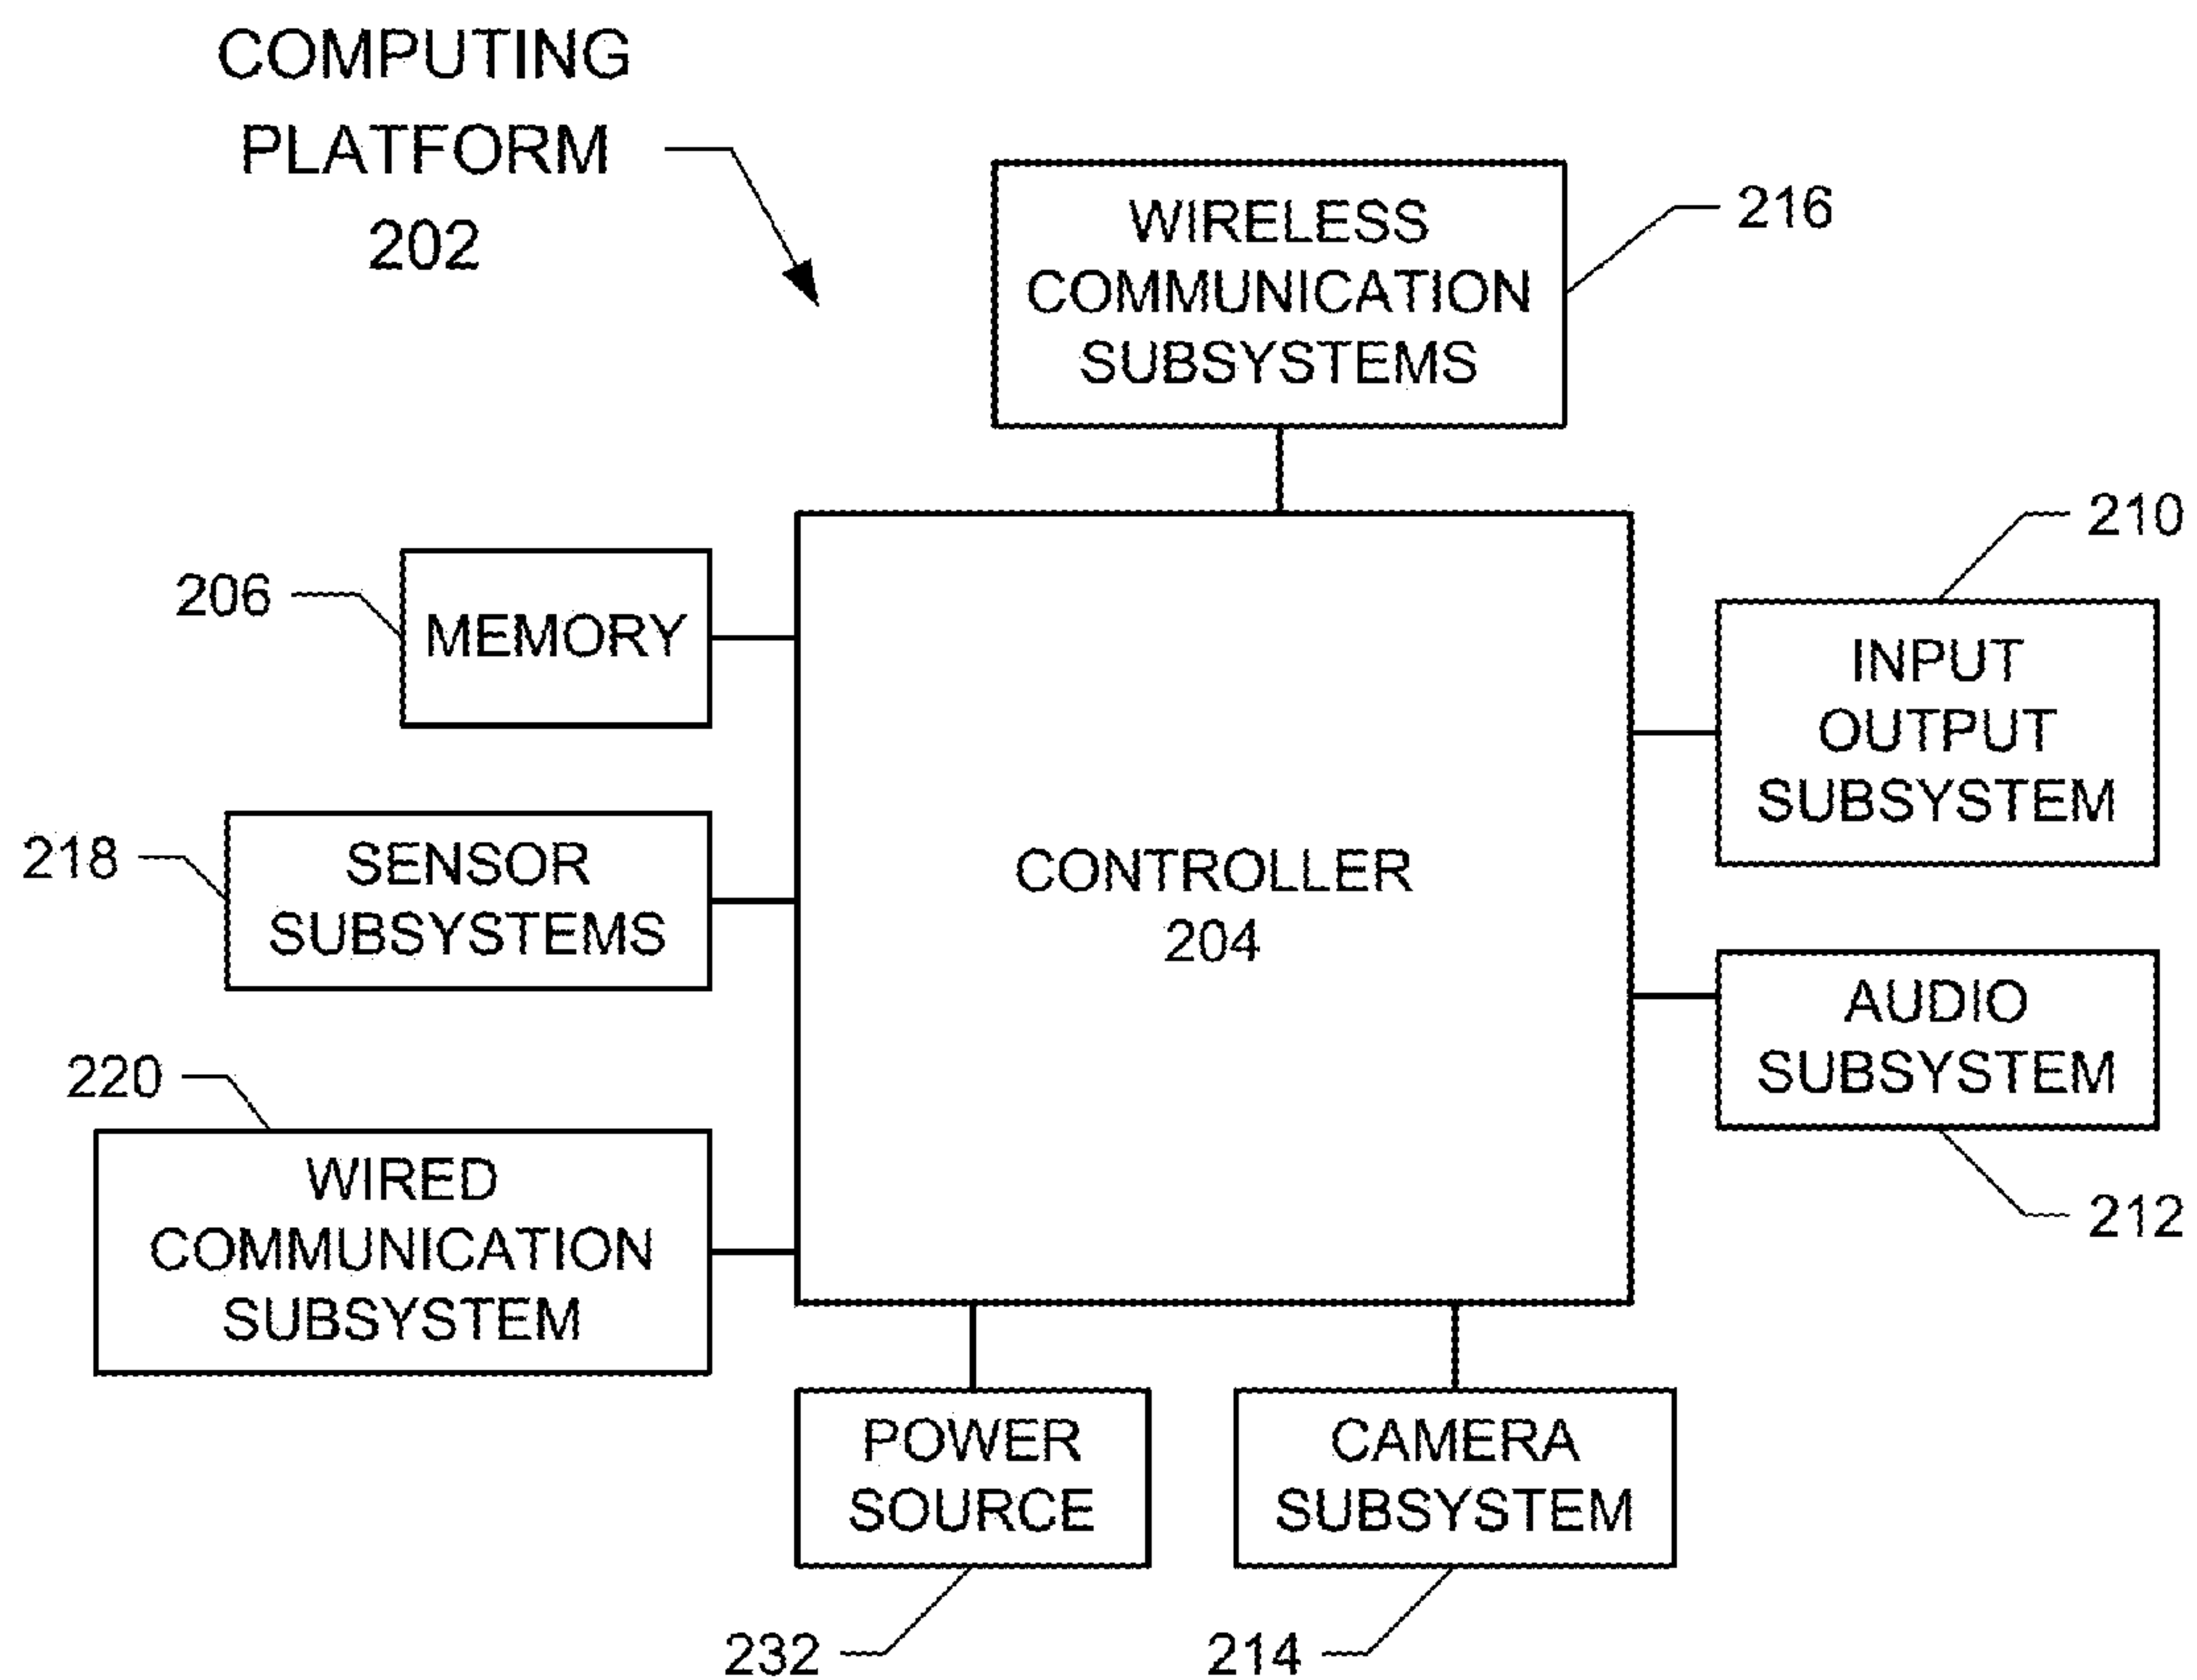 COMPUTING
PLATFORM
202
WIRELESS
COMMUNICATION
SUBSYSTEMS
216
206
MEMORY
210
INPUT
OUTPUT
SUBSYSTEM
218
SENSOR
SUBSYSTEMS
CONTROLLER
204
AUDIO
SUBSYSTEM
212
220
WIRED
COMMUNICATION
SUBSYSTEM
POWER
SOURCE
232
CAMERA
SUBSYSTEM
214